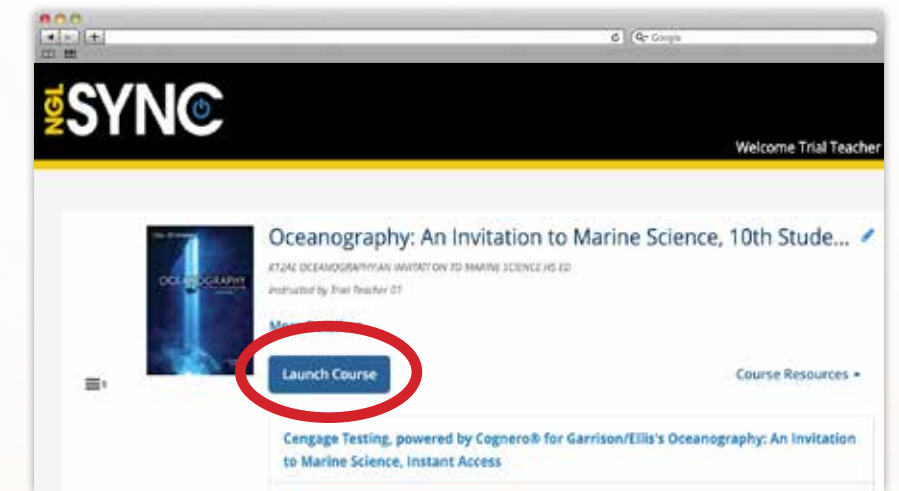 Google
NGL
SYNC
Welcome Trial Teacher
Oceanography: An Invitation to Marine Science, 10th Stude...
OCEANOGRAPHY
Instructed by Trial Teacher 01
Launch Course
Course Resources
Cengage Testing, powered by Cognero® for Garrison/Ellis's Oceanography: An Invitation
to Marine Science, Instant Access